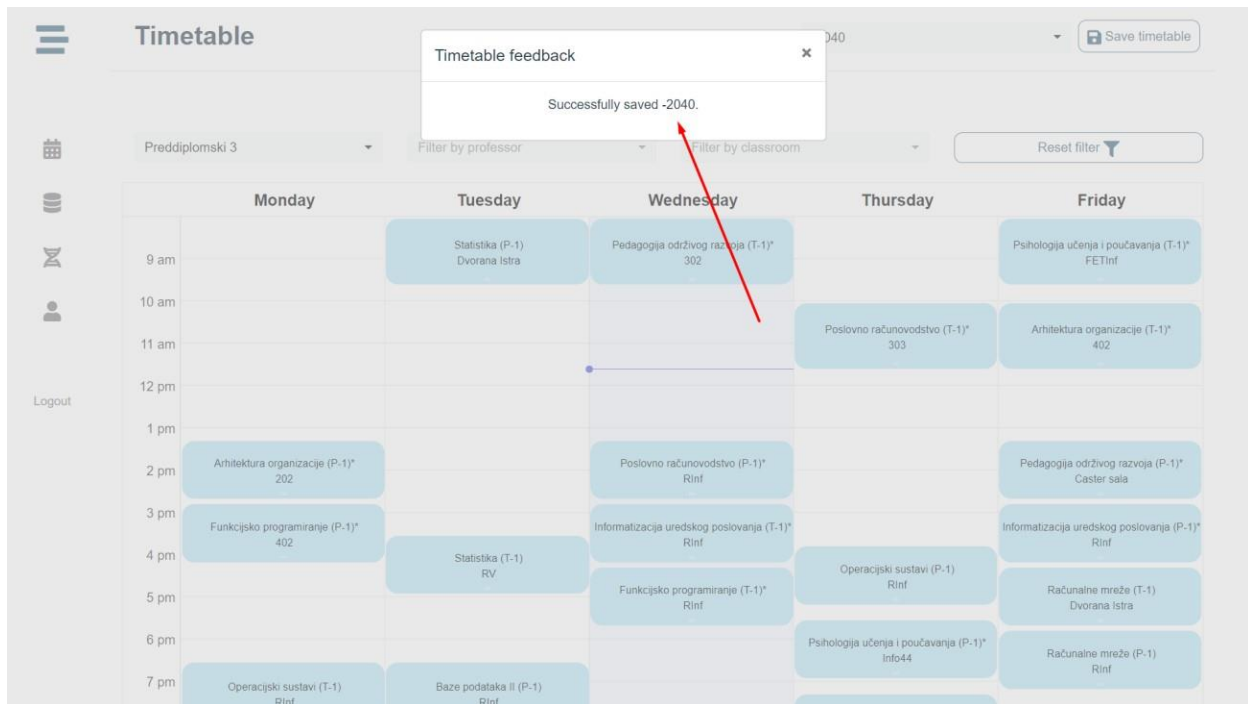 Timetable
Timetable feedback
×
Successfully saved -2040.
Save timetable
Preddiplomski 3
Filter by professor
Filter by classroom
Reset filter
Logout
Monday
Tuesday
Wednesday
Thursday
Friday
9 am
10 am
11 am
12 pm
1 pm
2 pm
3 pm
4 pm
5 pm
6 pm
7 pm
Arhitektura organizacije (P-1)*
202
Funkcijsko programiranje (P-1)*
402
Operacijski sustavi (T-1)
RInf
Statistika (P-1)
Dvorana Istra
Statistika (T-1)
RV
Baze podataka II (P-1)
RInf
Pedagogija održivog razvoja (T-1)*
302
Poslovno računovodstvo (P-1)*
RInf
Informatizacija uredskog poslovanja (T-1)*
RInf
Funkcijsko programiranje (T-1)*
RInf
Poslovno računovodstvo (T-1)*
303
Operacijski sustavi (P-1)
RInf
Psihologija učenja i poučavanja (P-1)*
Info44
Psihologija učenja i poučavanja (T-1)*
FETInf
Arhitektura organizacije (T-1)*
402
Pedagogija održivog razvoja (P-1)*
Caster sala
Informatizacija uredskog poslovanja (P-1)*
RInf
Računalne mreže (T-1)
Dvorana Istra
Računalne mreže (P-1)
RInf